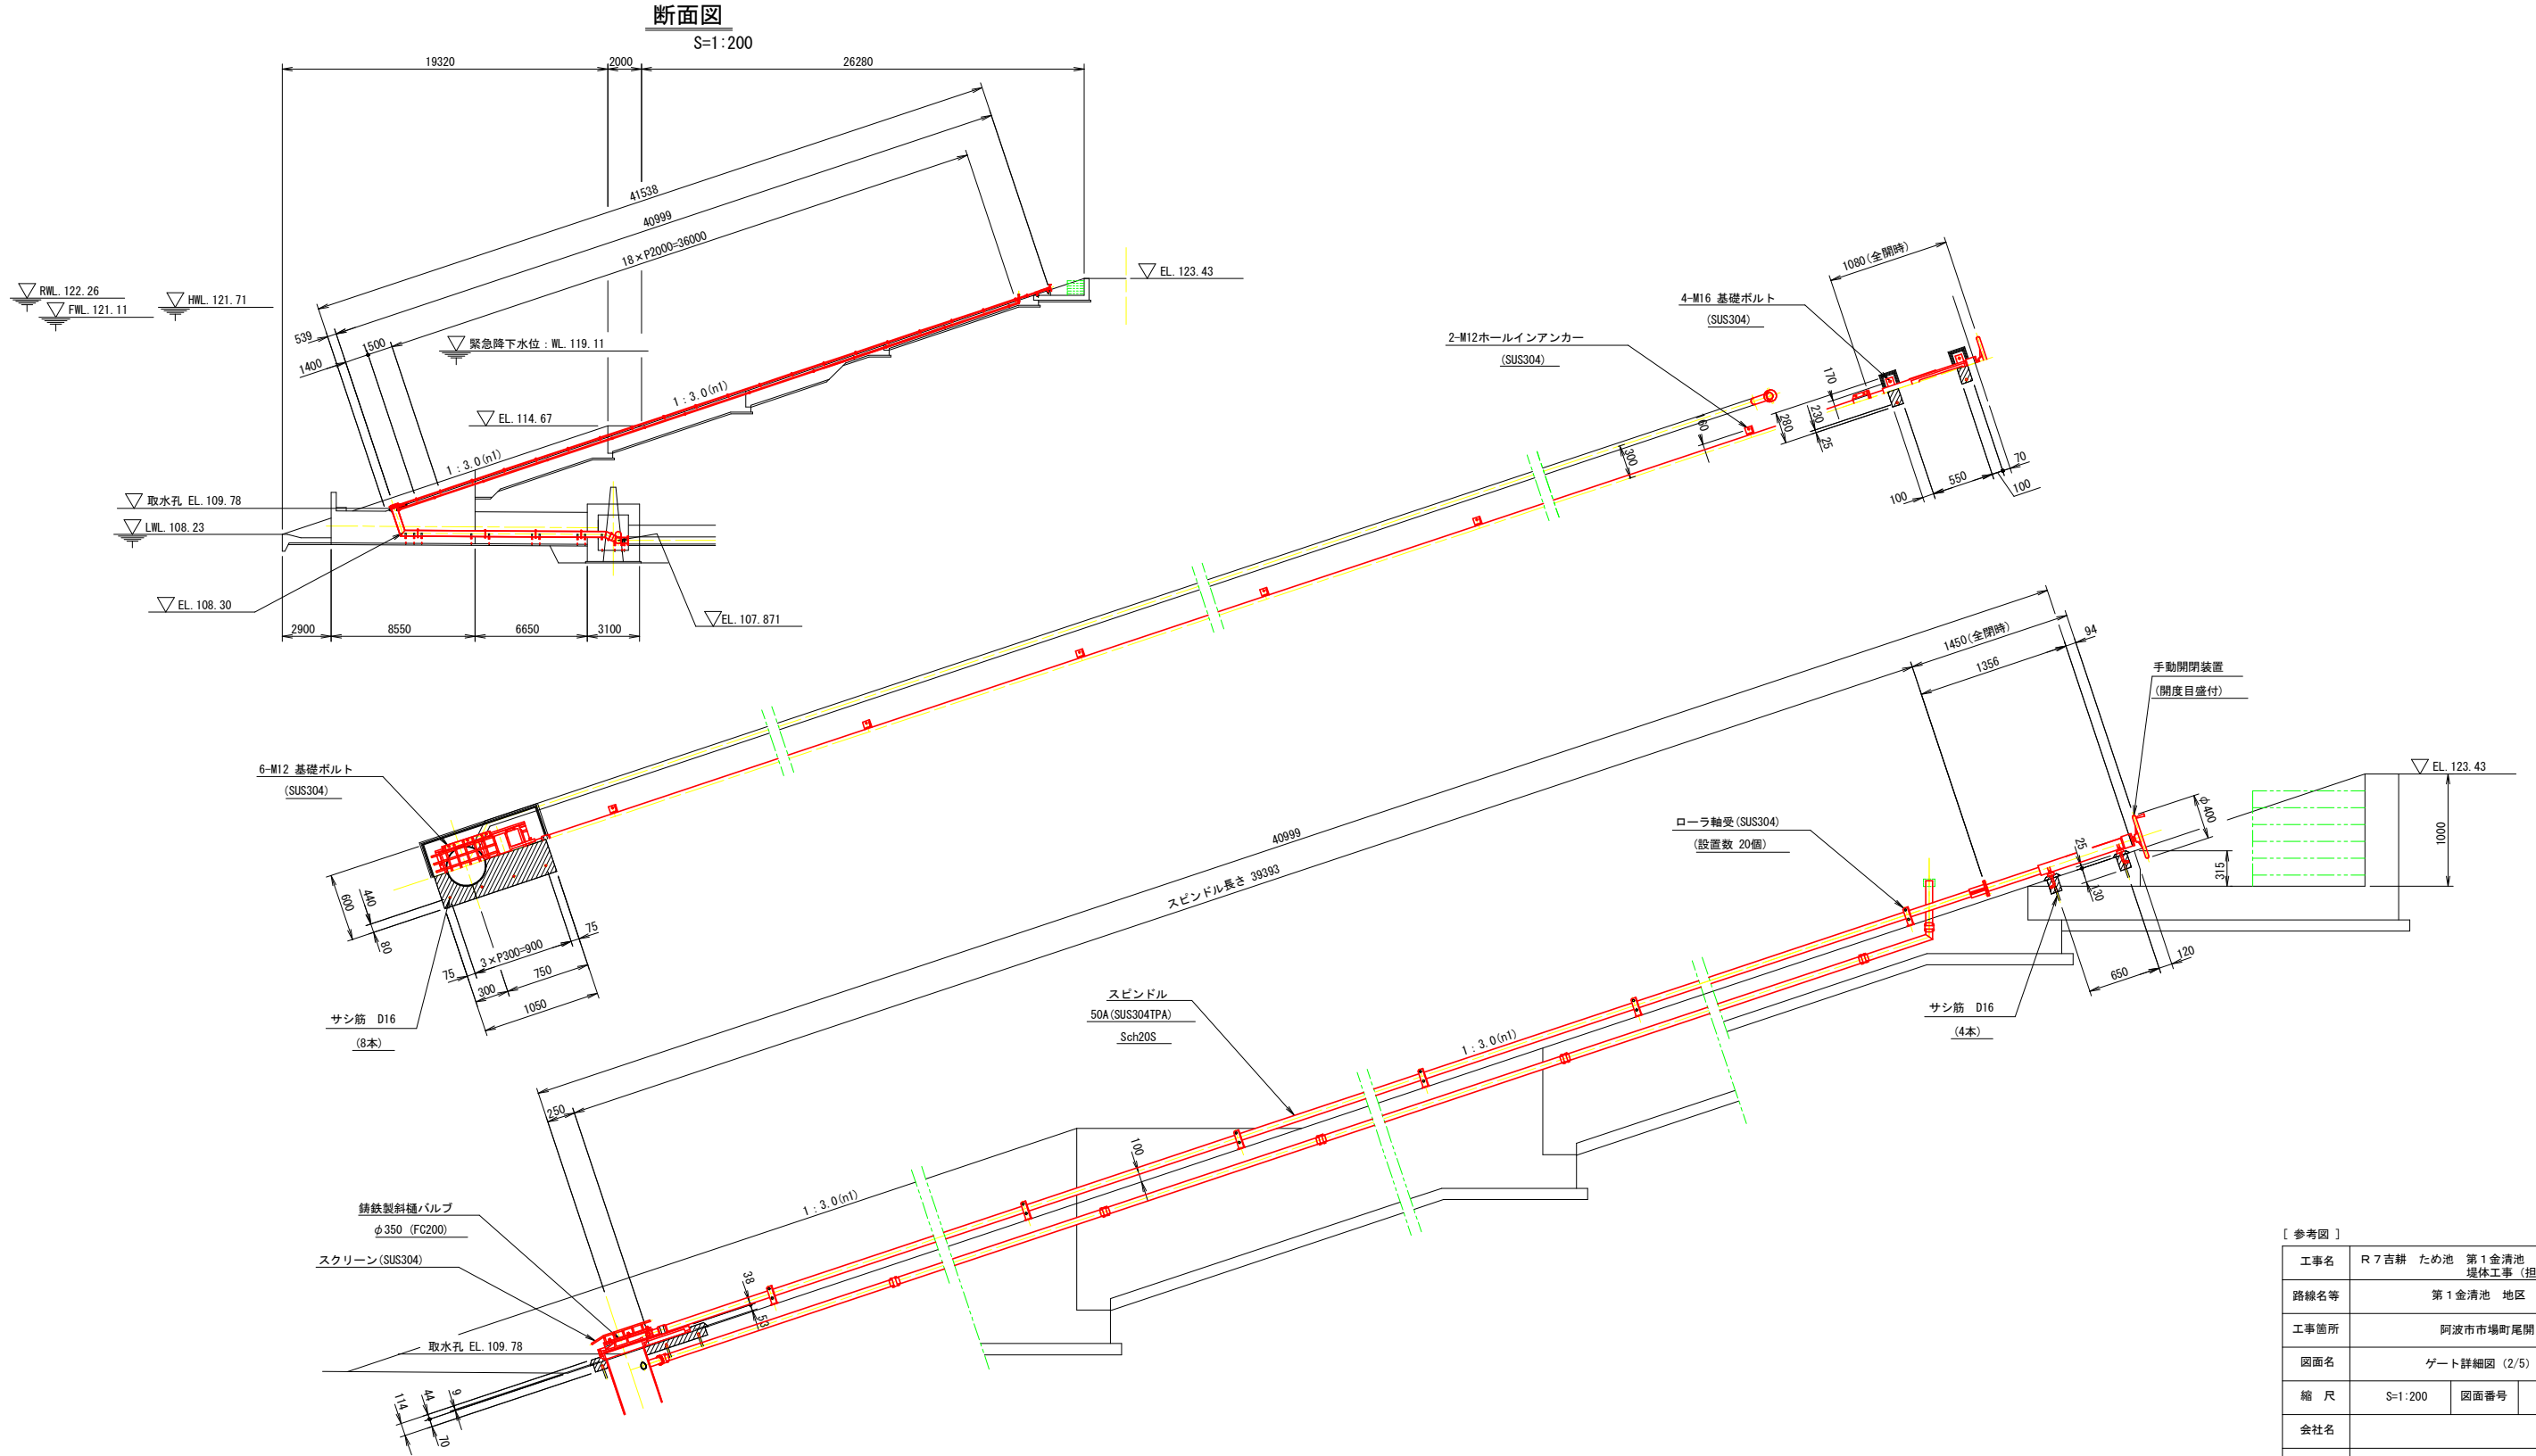 断面図
S=1:200
19320
2000
26280
41538
40999
18×P2000=36000
539
1400
1500
RWL.122.26
FWL.121.11
HWL.121.71
緊急降下水位：WL.119.11
EL.123.43
1：3.0(n1)
EL.114.67
1：3.0(n1)
取水孔 EL.109.78
LWL.108.23
EL.108.30
EL.107.871
2900
8550
6650
3100
1080(全開時)
4-M16 基礎ボルト
(SUS304)
2-M12ホールインアンカー
(SUS304)
170
230
280
25
60
300
70
100
550
100
6-M12 基礎ボルト
(SUS304)
440
600
80
75
3×P300=900
75
300
750
1050
サシ筋 D16
(8本)
1450(全閉時)
94
1356
手動開閉装置
(開度目盛付)
EL.123.43
φ400
1000
315
25
130
120
650
ローラ軸受(SUS304)
(設置数 20個)
サシ筋 D16
(4本)
40999
スピンドル長さ 39393
スピンドル
50A(SUS304TPA)
Sch20S
1：3.0(n1)
250
100
1：3.0(n1)
鋳鉄製斜樋バルブ
φ350 (FC200)
スクリーン(SUS304)
38
53
取水孔 EL.109.78
9
44
114
70
[ 参考図 ]
工事名 R7吉耕 ため池 第1金清池
堤体工事（担
路線名等 第1金清池 地区
工事箇所 阿波市市場町尾開
図面名 ゲート詳細図（2/5）
縮 尺 S=1:200 図面番号
会社名